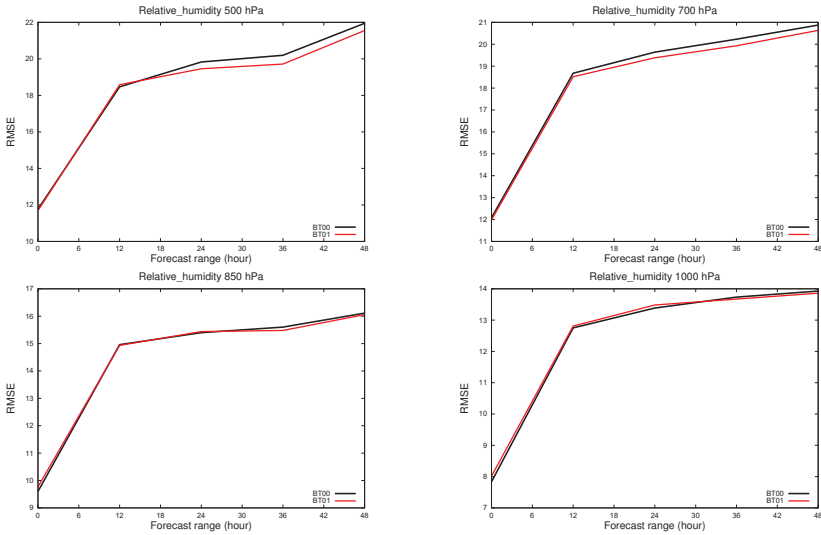 Relative_humidity 500 hPa
22
20
18
16
14
12
10
RMSE
0 6 12 18 24 30 36 42 48
Forecast range (hour)
BT00
BT01
Relative_humidity 700 hPa
21
20
19
18
17
16
15
14
13
12
11
RMSE
0 6 12 18 24 30 36 42 48
Forecast range (hour)
BT00
BT01
Relative_humidity 850 hPa
17
16
15
14
13
12
11
10
9
RMSE
0 6 12 18 24 30 36 42 48
Forecast range (hour)
BT00
BT01
Relative_humidity 1000 hPa
14
13
12
11
10
9
8
7
RMSE
0 6 12 18 24 30 36 42 48
Forecast range (hour)
BT00
BT01